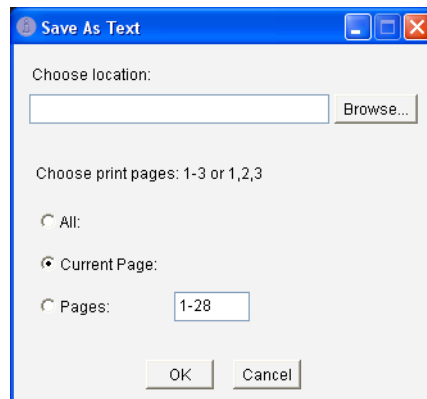 Save As Text
Choose location:
Browse...
Choose print pages: 1-3 or 1,2,3
All:
Current Page:
Pages: 1-28
OK Cancel